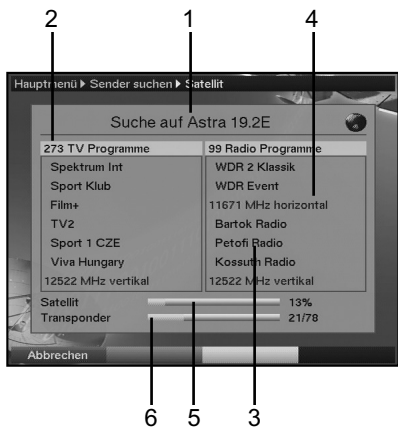 2 1 4
Hauptmenü Sender suchen Satellit
Suche auf Astra 19.2E
273 TV Programme 99 Radio Programme
Spektrum Int WDR 2 Klassik
Sport Klub WDR Event
Film+ 11671 MHz horizontal
TV2 Bartok Radio
Sport 1 CZE Petofi Radio
Viva Hungary Kossuth Radio
12522 MHz vertikal 12522 MHz vertikal
Satellit 13%
Transponder 21/78
Abbrechen
6 5 3